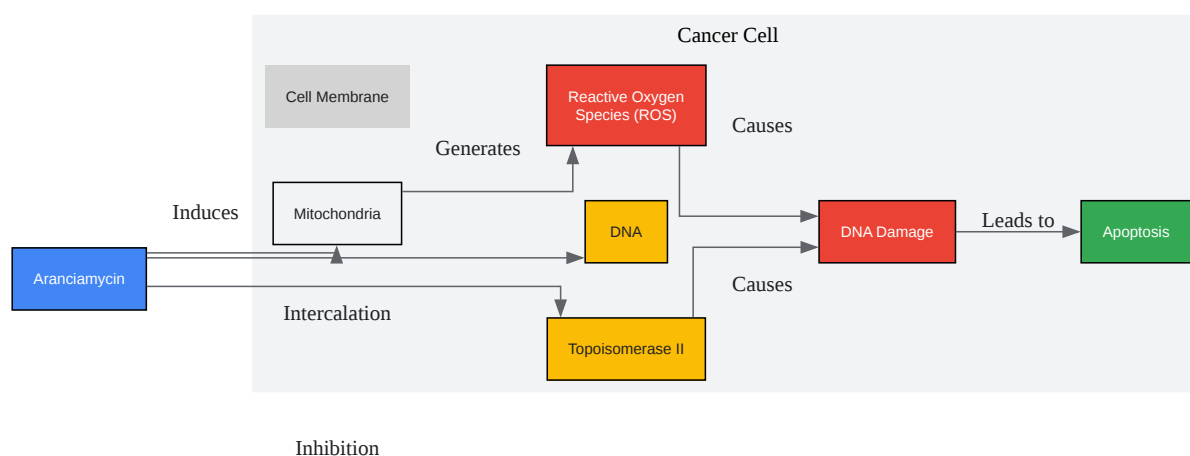 Cancer Cell
Cell Membrane
Reactive Oxygen
Species (ROS)
Causes
Generates
Mitochondria
Induces
DNA
DNA Damage
Leads to
Apoptosis
Aranciamycin
Causes
Intercalation
Topoisomerase II
Inhibition